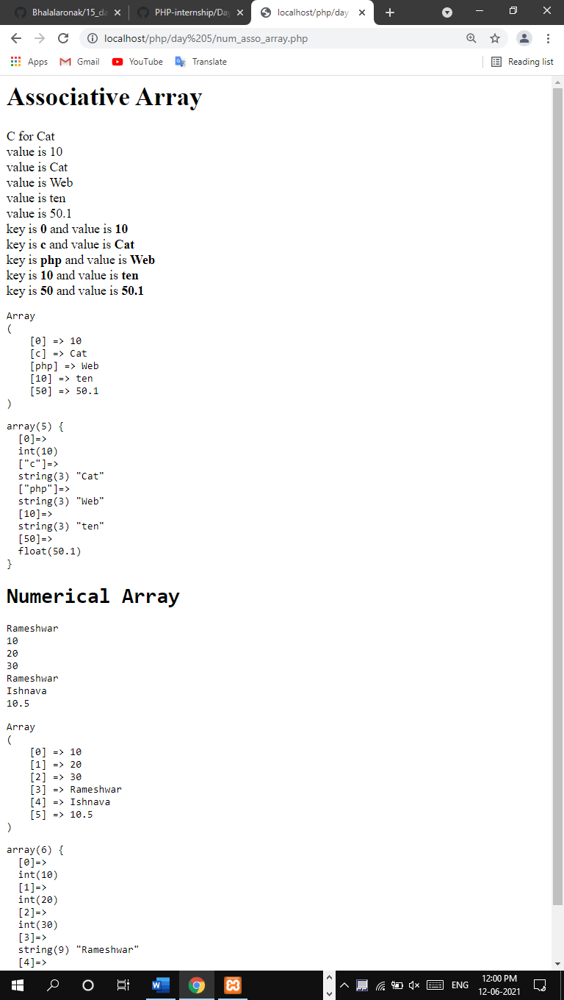 Bhalalaronak/15_da
PHP-internship/Day
localhost/php/day
localhost/php/day%205/num_asso_array.php
Apps
Gmail
YouTube
Translate
Reading list
Associative Array
C for Cat
value is 10
value is Cat
value is Web
value is ten
value is 50.1
key is 0 and value is 10
key is c and value is Cat
key is php and value is Web
key is 10 and value is ten
key is 50 and value is 50.1
Array
(
    [0] => 10
    [c] => Cat
    [php] => Web
    [10] => ten
    [50] => 50.1
)
array(5) {
  [0]=>
  int(10)
  ["c"]=>
  string(3) "Cat"
  ["php"]=>
  string(3) "Web"
  [10]=>
  string(3) "ten"
  [50]=>
  float(50.1)
}
Numerical Array
Rameshwar
10
20
30
Rameshwar
Ishnava
10.5
Array
(
    [0] => 10
    [1] => 20
    [2] => 30
    [3] => Rameshwar
    [4] => Ishnava
    [5] => 10.5
)
array(6) {
  [0]=>
  int(10)
  [1]=>
  int(20)
  [2]=>
  int(30)
  [3]=>
  string(9) "Rameshwar"
  [4]=>
ENG
12:00 PM
12-06-2021